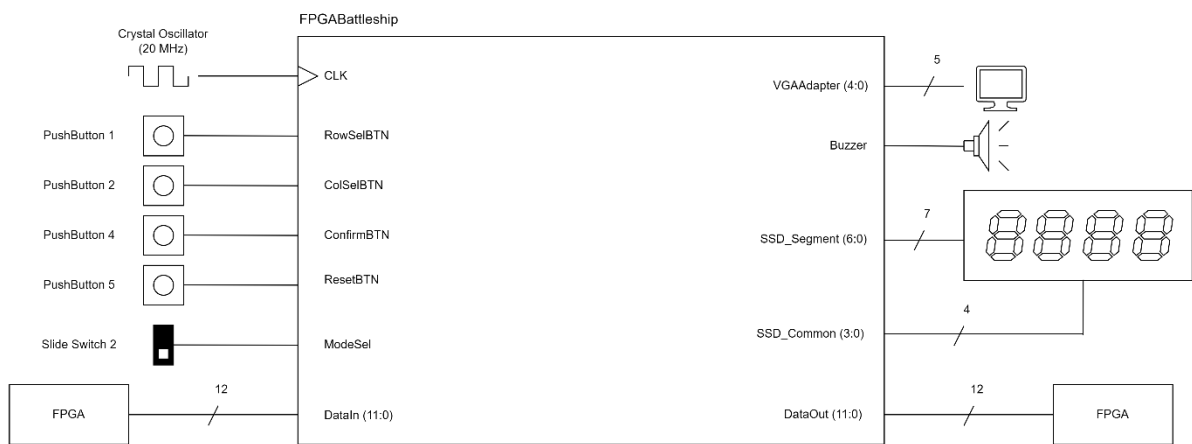 FPGABattleship
Crystal Oscillator
(20 MHz)
CLK
VGAAdapter (4:0)
5
PushButton 1
RowSelBTN
Buzzer
PushButton 2
ColSelBTN
PushButton 4
ConfirmBTN
SSD_Segment (6:0)
7
PushButton 5
ResetBTN
Slide Switch 2
ModeSel
SSD_Common (3:0)
4
FPGA
12
DataIn (11:0)
DataOut (11:0)
12
FPGA